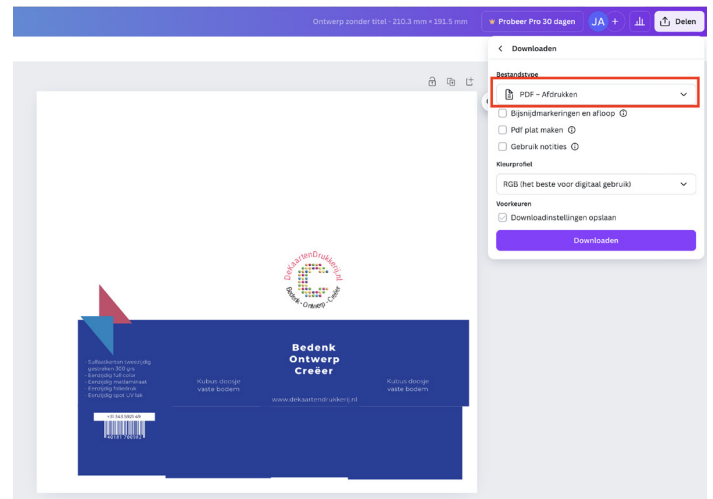 Ontwerp zonder titel - 210.3 mm × 191.5 mm
Probeer Pro 30 dagen
JA
Delen
Downloaden
Bestandstype
PDF – Afdrukken
Bijsnijdmarkeringen en afloop
Pdf plat maken
Gebruik notities
Kleurprofiel
RGB (het beste voor digitaal gebruik)
Voorkeuren
Downloadinstellingen opslaan
Downloaden
DeKaartenDrukkerij.nl
Bedenk - Ontwerp - Creëer
Bedenk
Ontwerp
Creëer
- Sulfaatkarton tweezijdig
gestreken 300 grs
- Eenzijdig full color
- Eenzijdig matlaminaat
- Eenzijdig foliedruk
- Eenzijdig spot UV lak
Kubus doosje
vaste bodem
Kubus doosje
vaste bodem
www.dekaartendrukkerij.nl